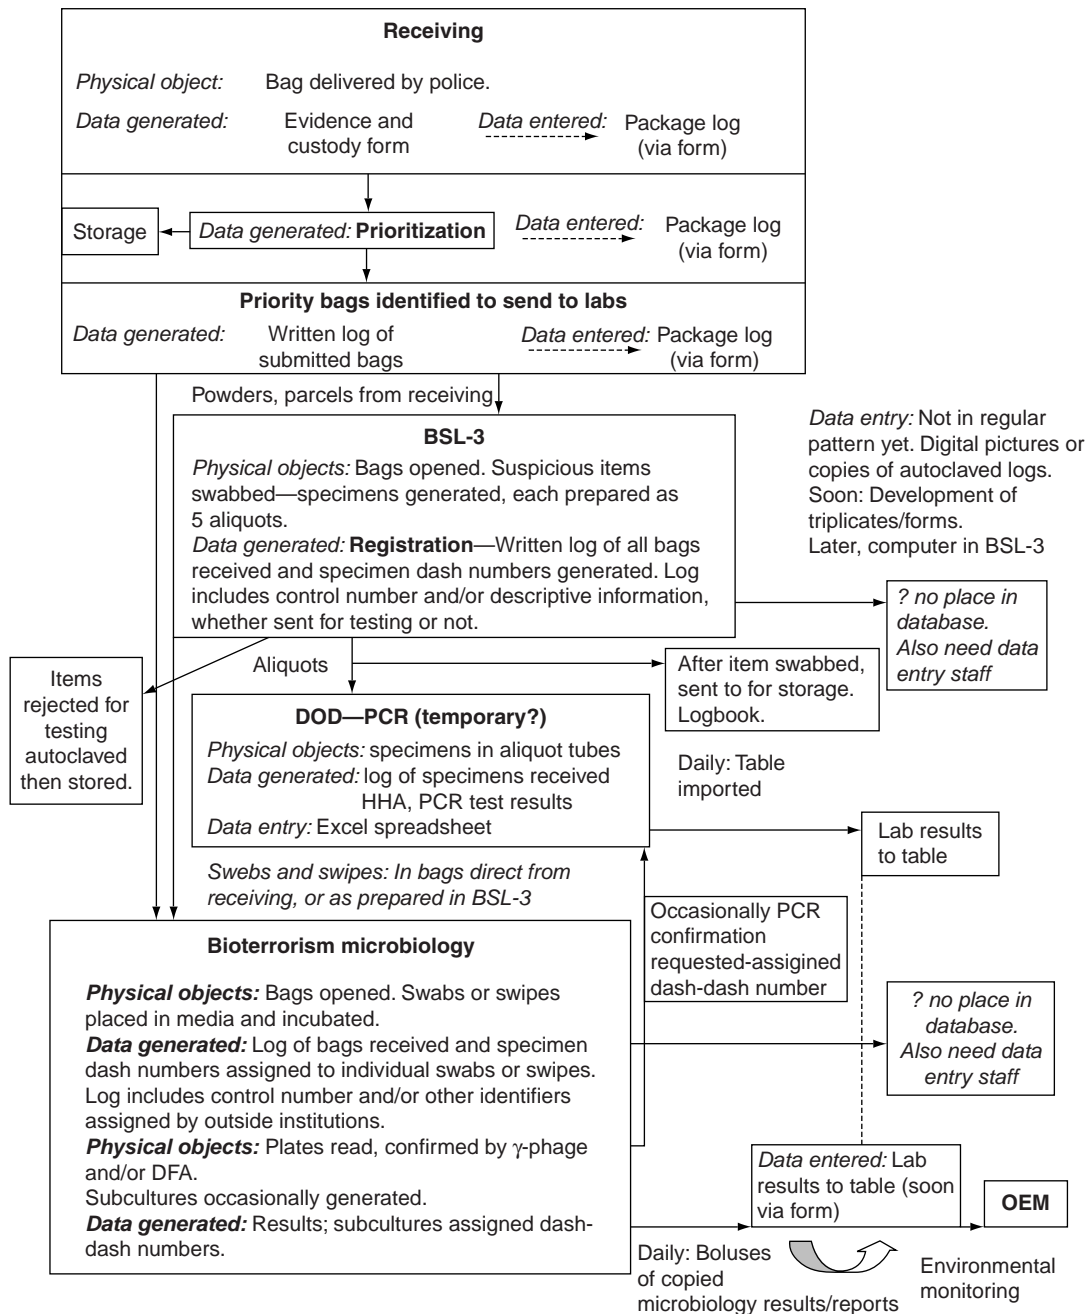 Receiving
Physical object: Bag delivered by police.
Data generated: Evidence and
custody form
Data entered: Package log
(via form)
Storage
Data generated: Prioritization
Data entered: Package log
(via form)
Priority bags identified to send to labs
Data generated: Written log of
submitted bags
Data entered: Package log
(via form)
Powders, parcels from receiving
BSL-3
Physical objects: Bags opened. Suspicious items
swabbed—specimens generated, each prepared as
5 aliquots.
Data generated: Registration—Written log of all bags
received and specimen dash numbers generated. Log
includes control number and/or descriptive information,
whether sent for testing or not.
Data entry: Not in regular
pattern yet. Digital pictures or
copies of autoclaved logs.
Soon: Development of
triplicates/forms.
Later, computer in BSL-3
? no place in
database.
Also need data
entry staff
Items
rejected for
testing
autoclaved
then stored.
Aliquots
After item swabbed,
sent to for storage.
Logbook.
DOD—PCR (temporary?)
Physical objects: specimens in aliquot tubes
Data generated: log of specimens received
HHA, PCR test results
Data entry: Excel spreadsheet
Daily: Table
imported
Lab results
to table
Swebs and swipes: In bags direct from
receiving, or as prepared in BSL-3
Occasionally PCR
confirmation
requested-assigined
dash-dash number
Bioterrorism microbiology
Physical objects: Bags opened. Swabs or swipes
placed in media and incubated.
Data generated: Log of bags received and specimen
dash numbers assigned to individual swabs or swipes.
Log includes control number and/or other identifiers
assigned by outside institutions.
Physical objects: Plates read, confirmed by γ-phage
and/or DFA.
Subcultures occasionally generated.
Data generated: Results; subcultures assigned dash-
dash numbers.
? no place in
database.
Also need data
entry staff
Data entered: Lab
results to table (soon
via form)
OEM
Daily: Boluses
of copied
microbiology results/reports
Environmental
monitoring